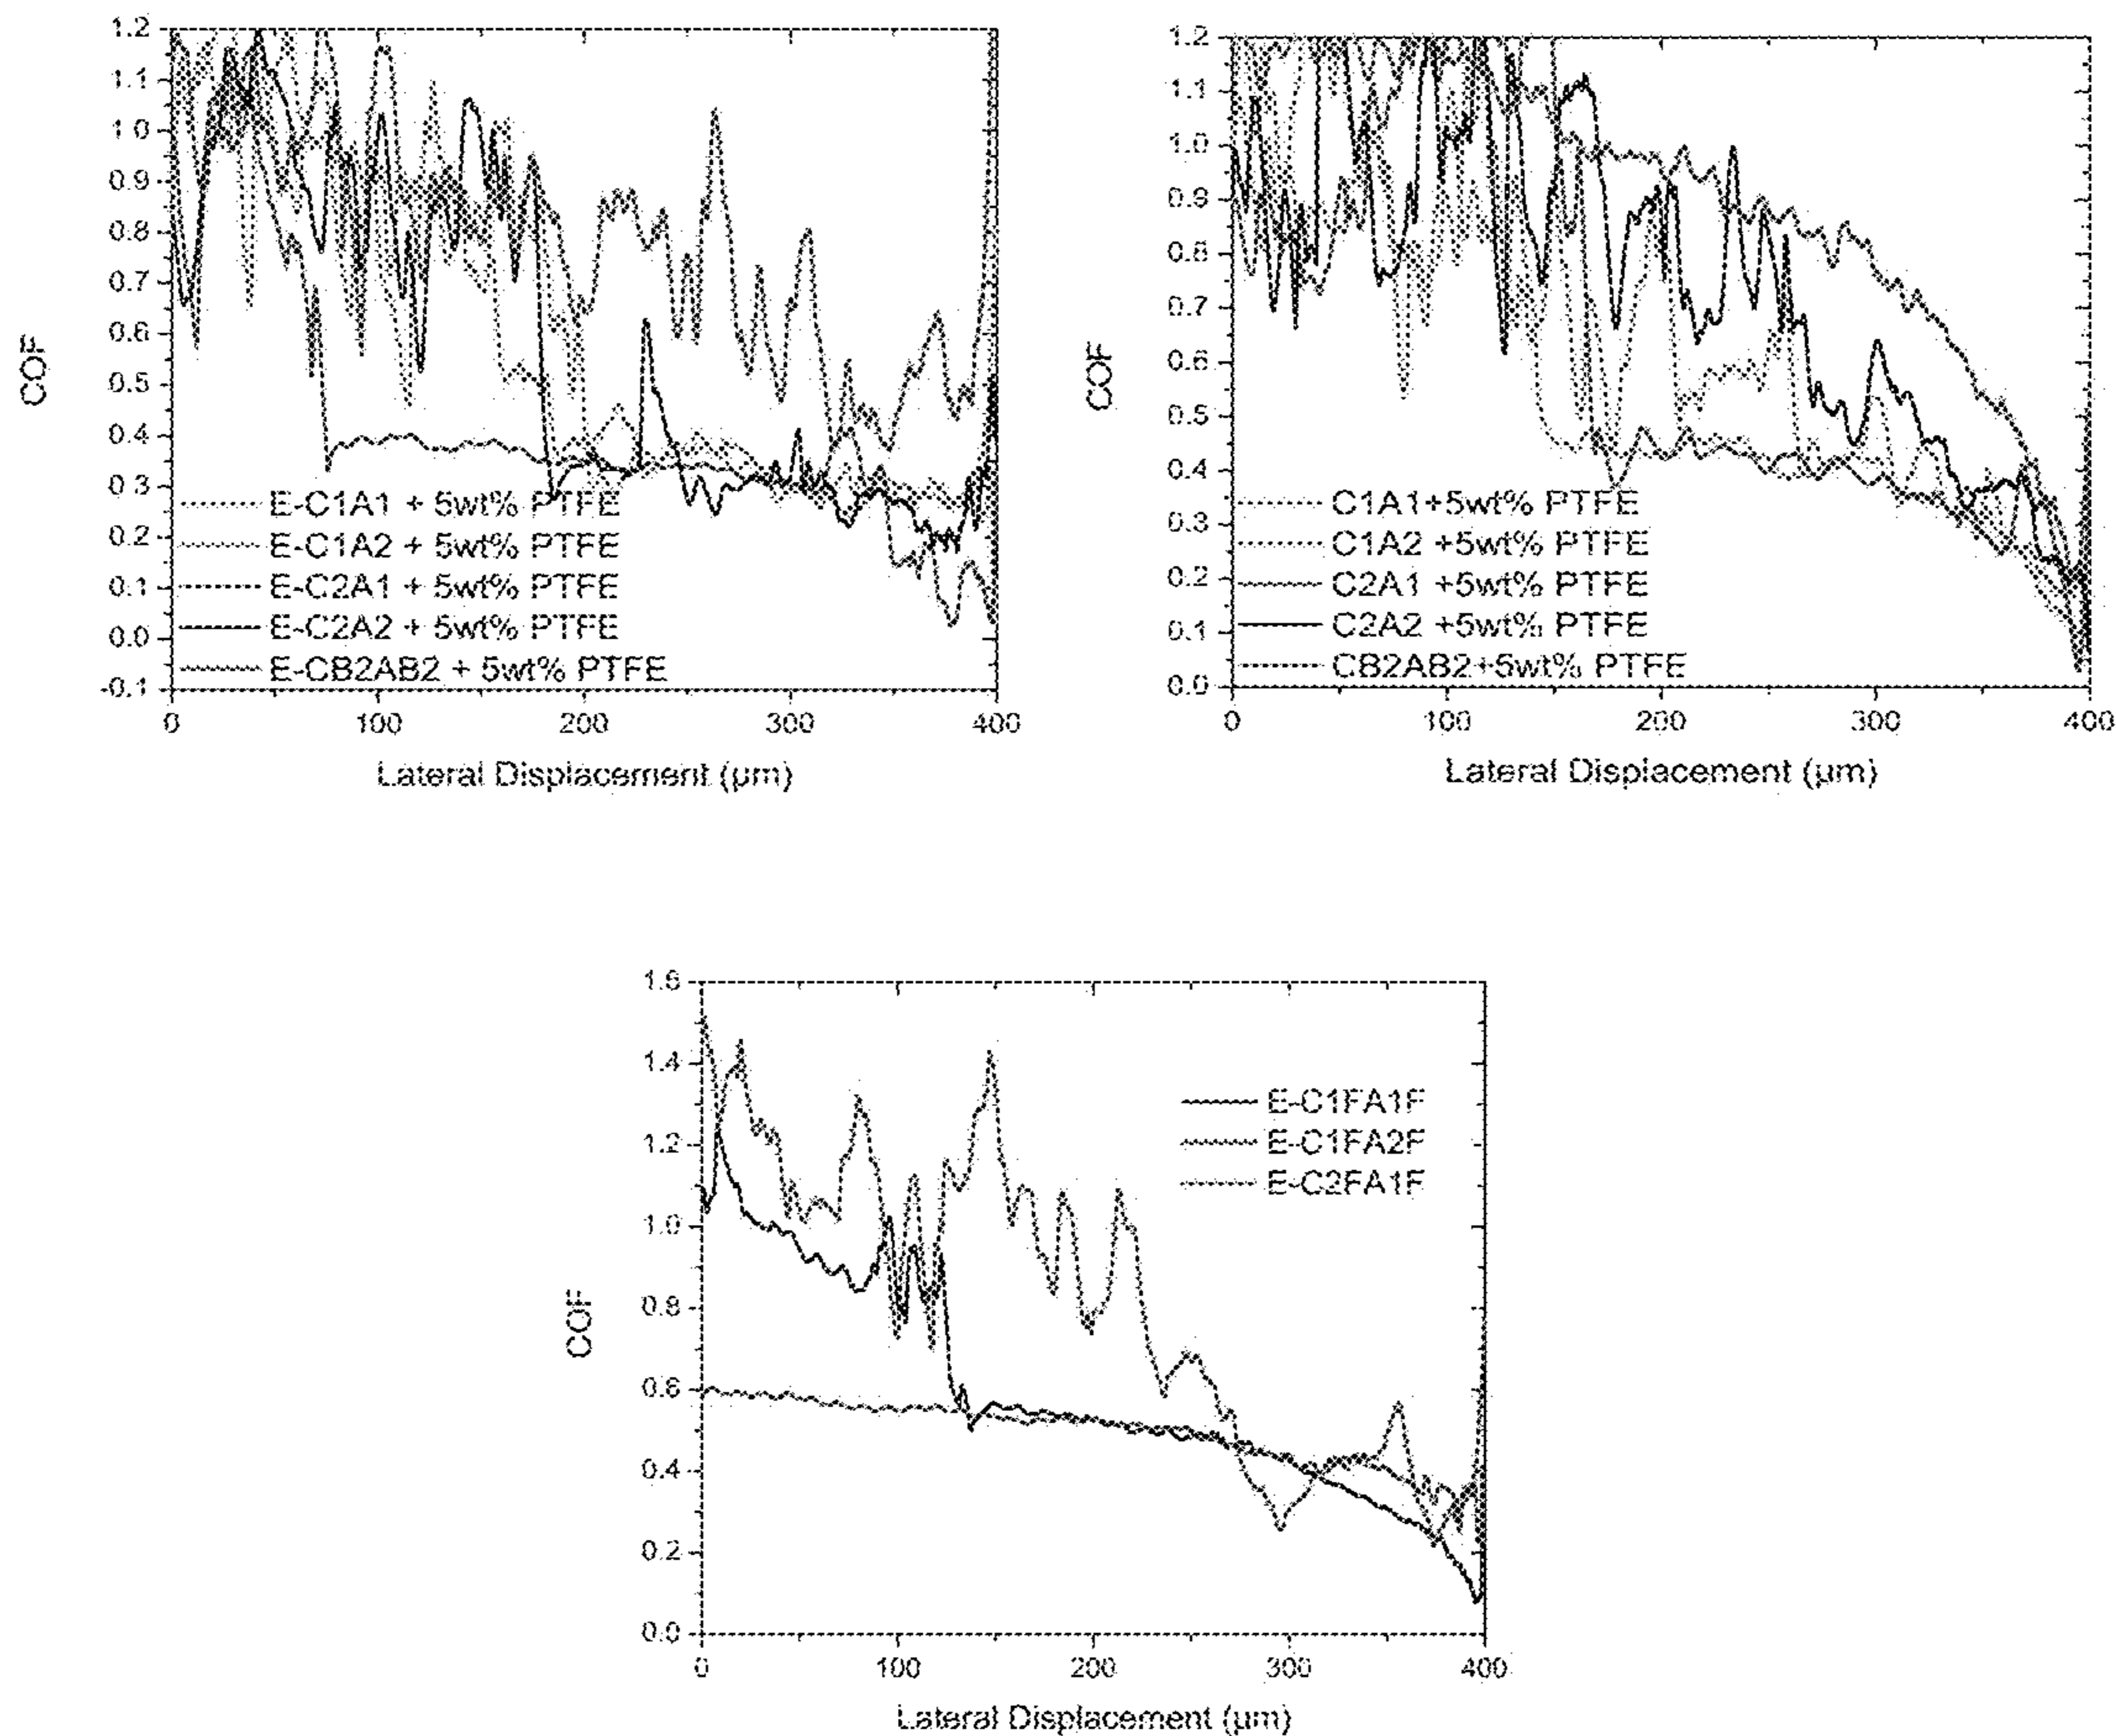 1.2
1.1
1.0
0.9
0.8
0.7
0.6
0.5
0.4
0.3
0.2
0.1
0.0
-0.1
COF
E-C1A1 + 5wt% PTFE
E-C1A2 + 5wt% PTFE
E-C2A1 + 5wt% PTFE
E-C2A2 + 5wt% PTFE
E-CB2AB2 + 5wt% PTFE
0 100 200 300 400
Lateral Displacement (µm)
1.2
1.1
1.0
0.9
0.8
0.7
0.6
0.5
0.4
0.3
0.2
0.1
0.0
COF
C1A1+5wt% PTFE
C1A2 +5wt% PTFE
C2A1 +5wt% PTFE
C2A2 +5wt% PTFE
CB2AB2+5wt% PTFE
0 100 200 300 400
Lateral Displacement (µm)
1.6
1.4
1.2
1.0
0.8
0.6
0.4
0.2
0.0
COF
E-C1FA1F
E-C1FA2F
E-C2FA1F
0 100 200 300 400
Lateral Displacement (µm)